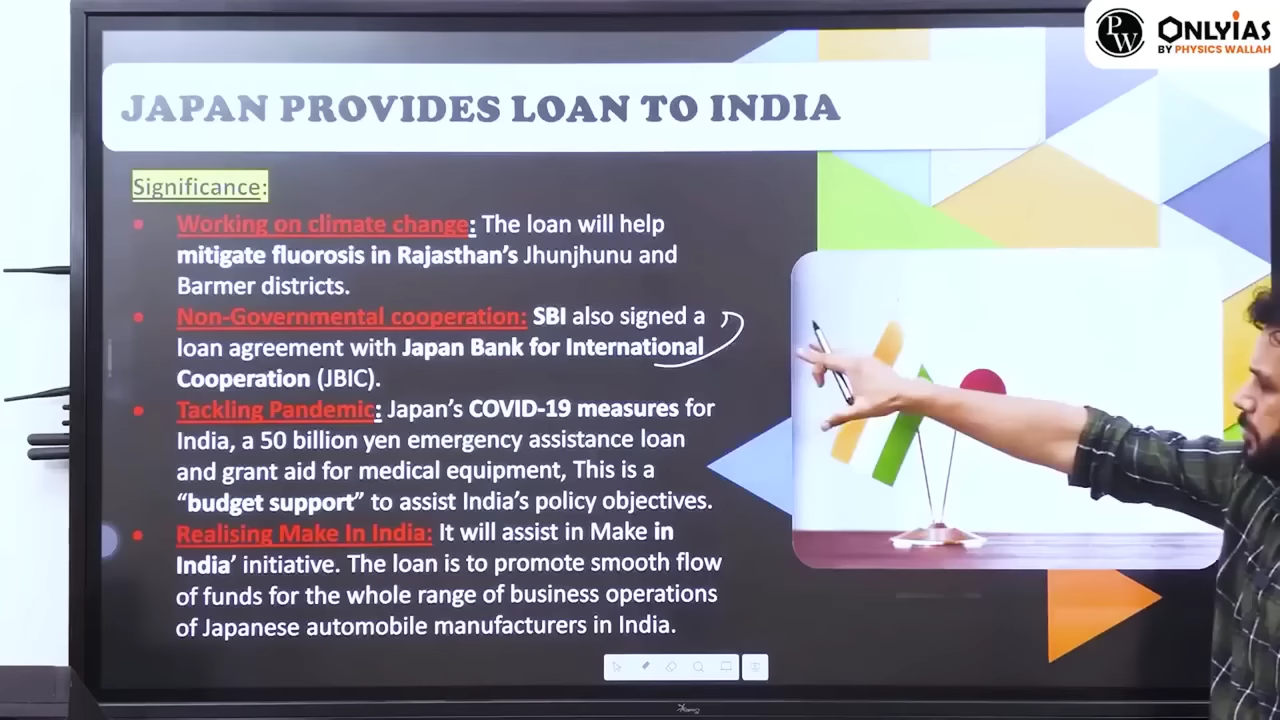 PW ONLYIAS
BY PHYSICS WALLAH
JAPAN PROVIDES LOAN TO INDIA
Significance:
• Working on climate change: The loan will help
mitigate fluorosis in Rajasthan's Jhunjhunu and
Barmer districts.
• Non-Governmental cooperation: SBI also signed a
loan agreement with Japan Bank for International
Cooperation (JBIC).
• Tackling Pandemic: Japan's COVID-19 measures for
India, a 50 billion yen emergency assistance loan
and grant aid for medical equipment, This is a
“budget support” to assist India's policy objectives.
• Realising Make In India: It will assist in Make in
India’ initiative. The loan is to promote smooth flow
of funds for the whole range of business operations
of Japanese automobile manufacturers in India.